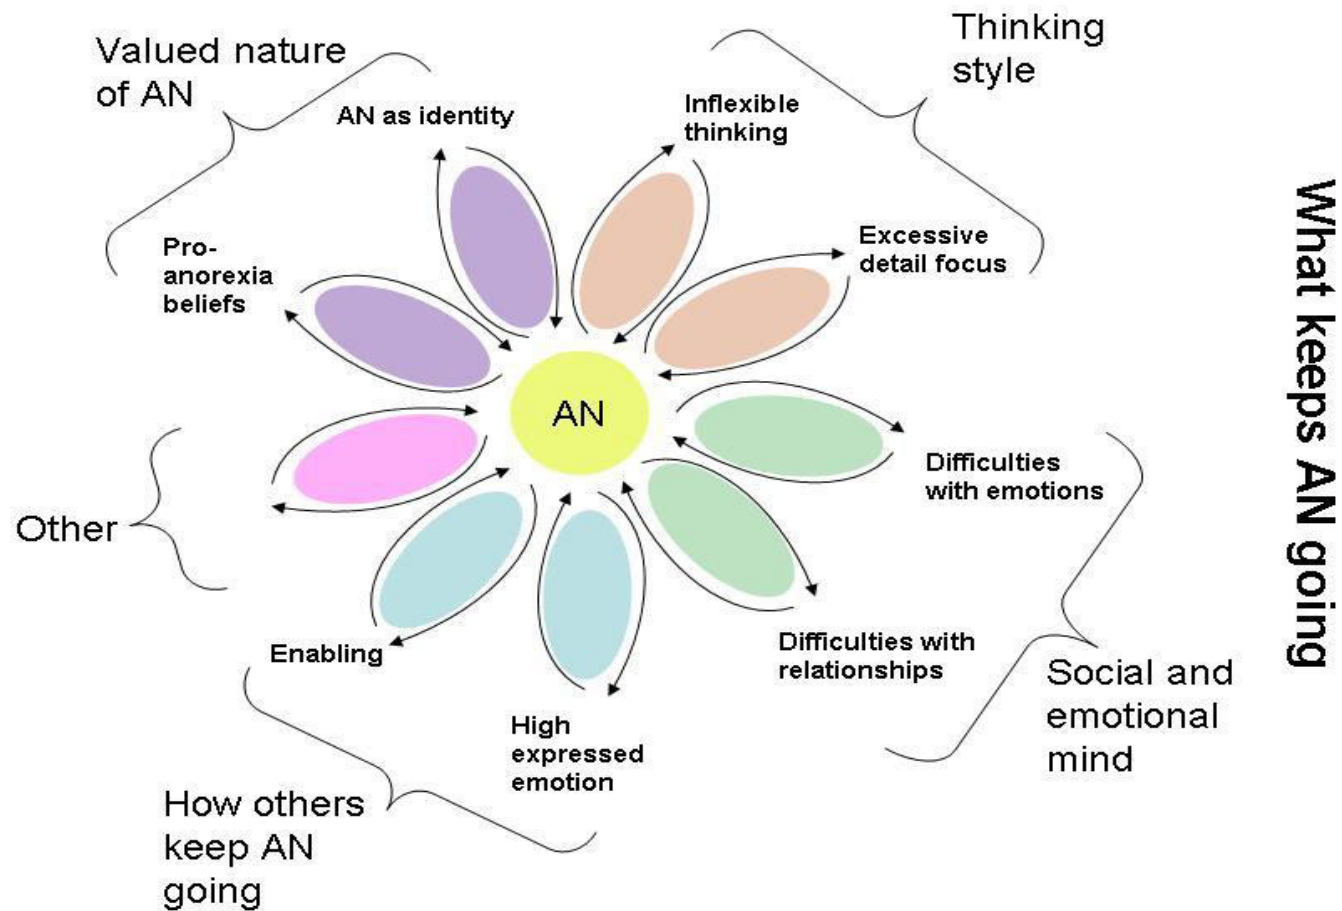 Valued nature
of AN
Thinking
style
AN as identity
Inflexible
thinking
Pro-
anorexia
beliefs
Excessive
detail focus
What keeps AN going
AN
Difficulties
with emotions
Other
Enabling
Difficulties with
relationships
Social and
emotional
mind
High
expressed
emotion
How others
keep AN
going